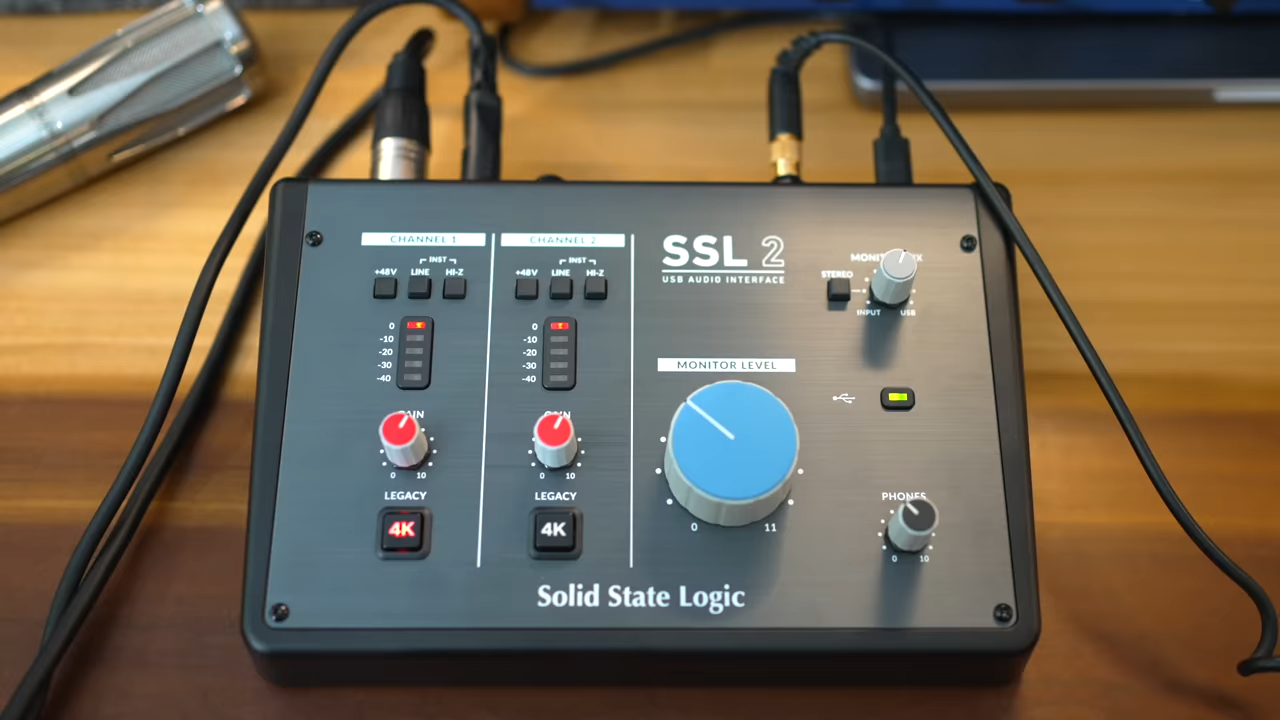 CHANNEL 1
INST
+48V LINE HI-Z
0
-10
-20
-30
-40
0 10
LEGACY
4K
CHANNEL 2
INST
+48V LINE HI-Z
0
-10
-20
-30
-40
0 10
LEGACY
4K
SSL 2
USB AUDIO INTERFACE
MONITOR LEVEL
0 11
STEREO
INPUT USB
PHONES
0 10
Solid State Logic